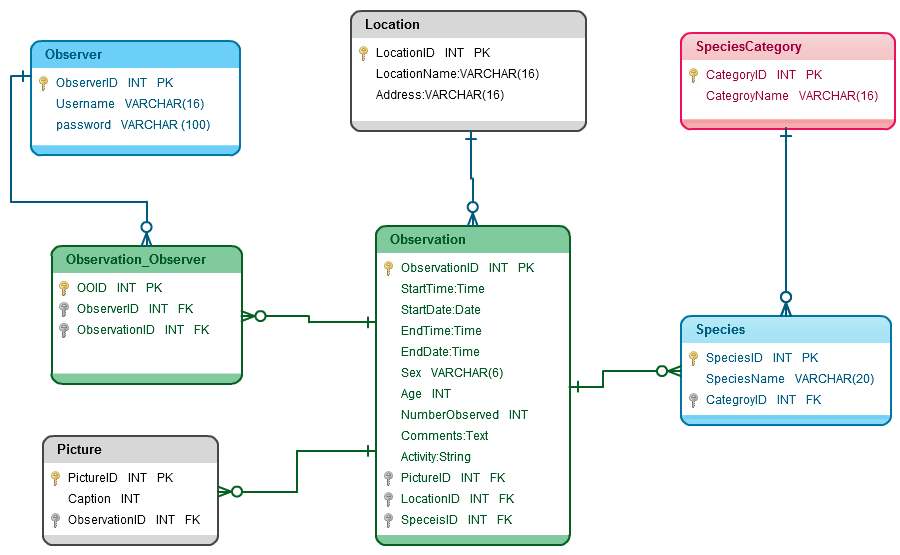 Observer
ObserverID INT PK
Username VARCHAR(16)
password VARCHAR (100)
Location
LocationID INT PK
LocationName:VARCHAR(16)
Address:VARCHAR(16)
SpeciesCategory
CategoryID INT PK
CategroyName VARCHAR(16)
Observation_Observer
OOID INT PK
ObserverID INT FK
ObservationID INT FK
Observation
ObservationID INT PK
StartTime:Time
StartDate:Date
EndTime:Time
EndDate:Time
Sex VARCHAR(6)
Age INT
NumberObserved INT
Comments:Text
Activity:String
PictureID INT FK
LocationID INT FK
SpeceisID INT FK
Species
SpeciesID INT PK
SpeciesName VARCHAR(20)
CategroyID INT FK
Picture
PictureID INT PK
Caption INT
ObservationID INT FK